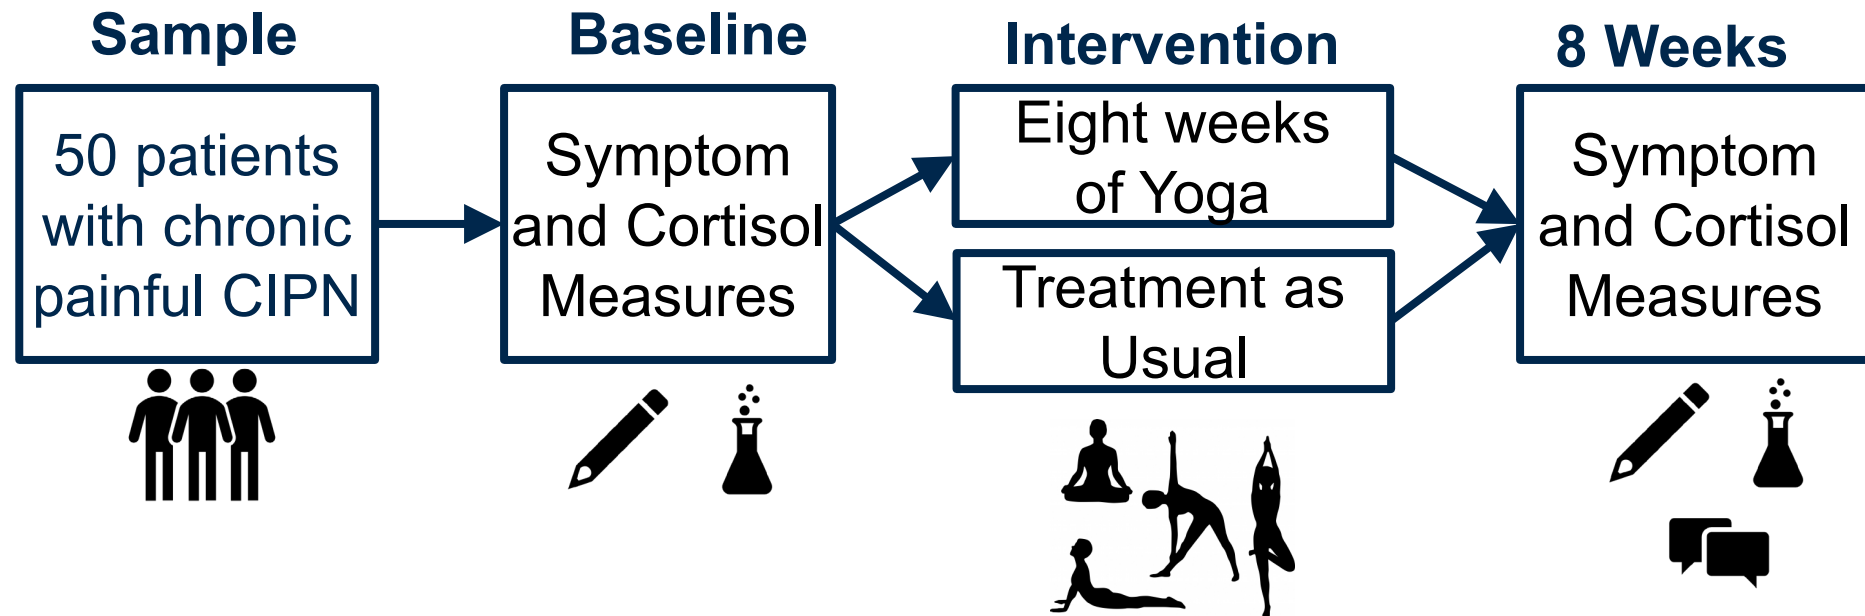 Sample
50 patients
with chronic
painful CIPN
Baseline
Symptom
and Cortisol
Measures
Intervention
Eight weeks
of Yoga
Treatment as
Usual
8 Weeks
Symptom
and Cortisol
Measures